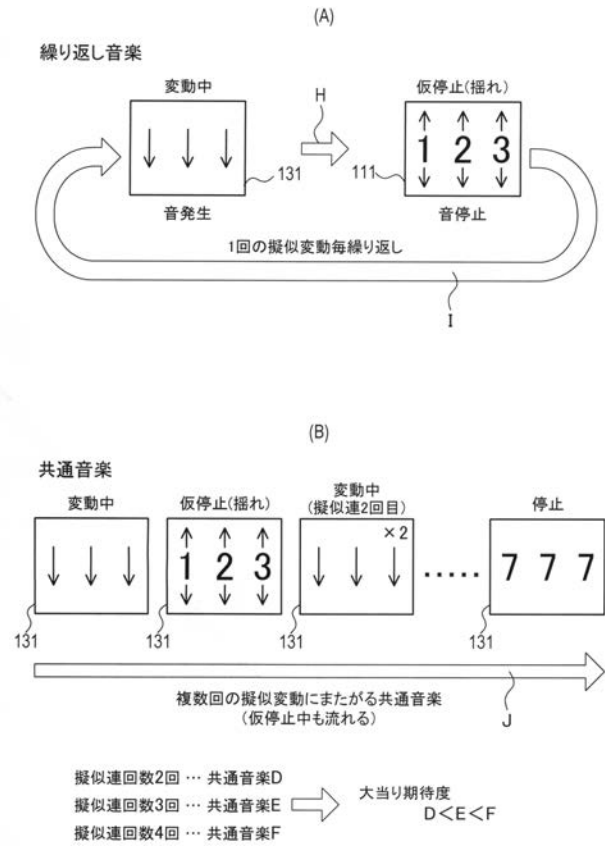 (A)
繰り返し音楽
変動中
H
仮停止(揺れ)
1 2 3
131
111
音発生
音停止
1回の擬似変動毎繰り返し
I
(B)
共通音楽
変動中
仮停止(揺れ)
変動中
(擬似連2回目)
停止
×2
1 2 3
.....
7 7 7
131
131
131
131
複数回の擬似変動にまたがる共通音楽
(仮停止中も流れる)
J
擬似連回数2回 … 共通音楽D
擬似連回数3回 … 共通音楽E
擬似連回数4回 … 共通音楽F
大当り期待度
D<E<F